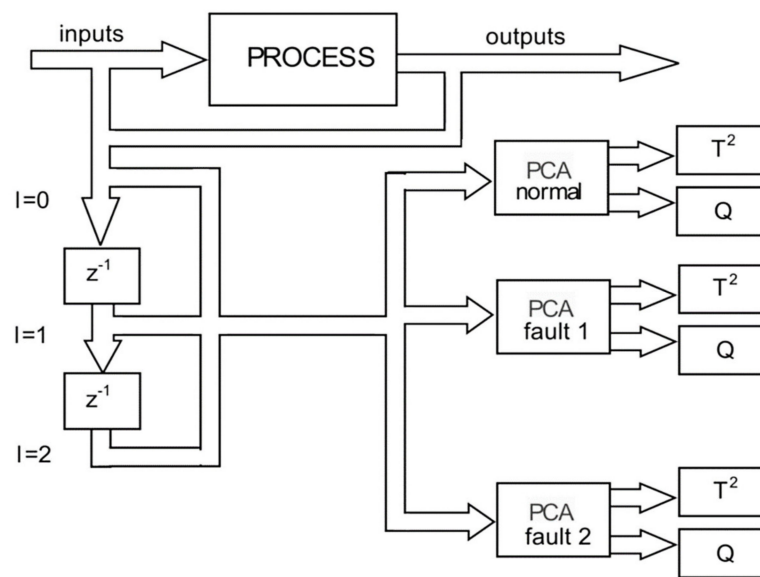 inputs
PROCESS
outputs
l=0
z⁻¹
l=1
z⁻¹
l=2
PCA
normal
T²
Q
PCA
fault 1
T²
Q
PCA
fault 2
T²
Q